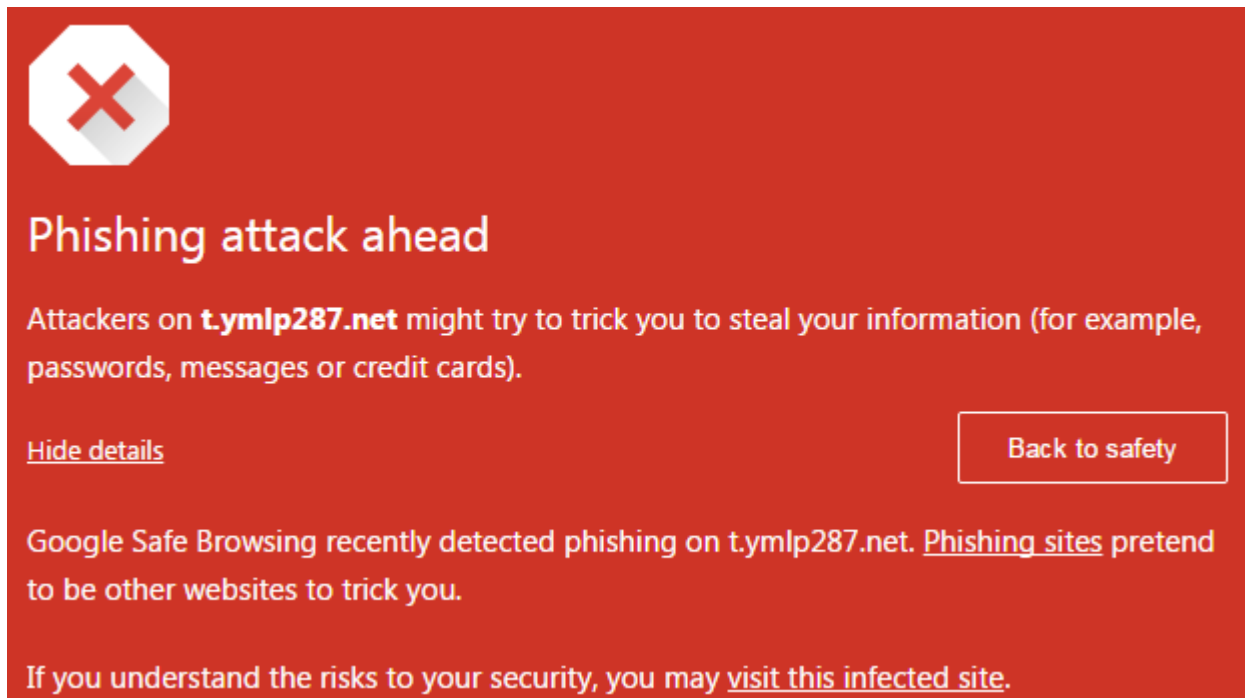 Phishing attack ahead
Attackers on t.ymlp287.net might try to trick you to steal your information (for example,
passwords, messages or credit cards).
Hide details
Back to safety
Google Safe Browsing recently detected phishing on t.ymlp287.net. Phishing sites pretend
to be other websites to trick you.
If you understand the risks to your security, you may visit this infected site.